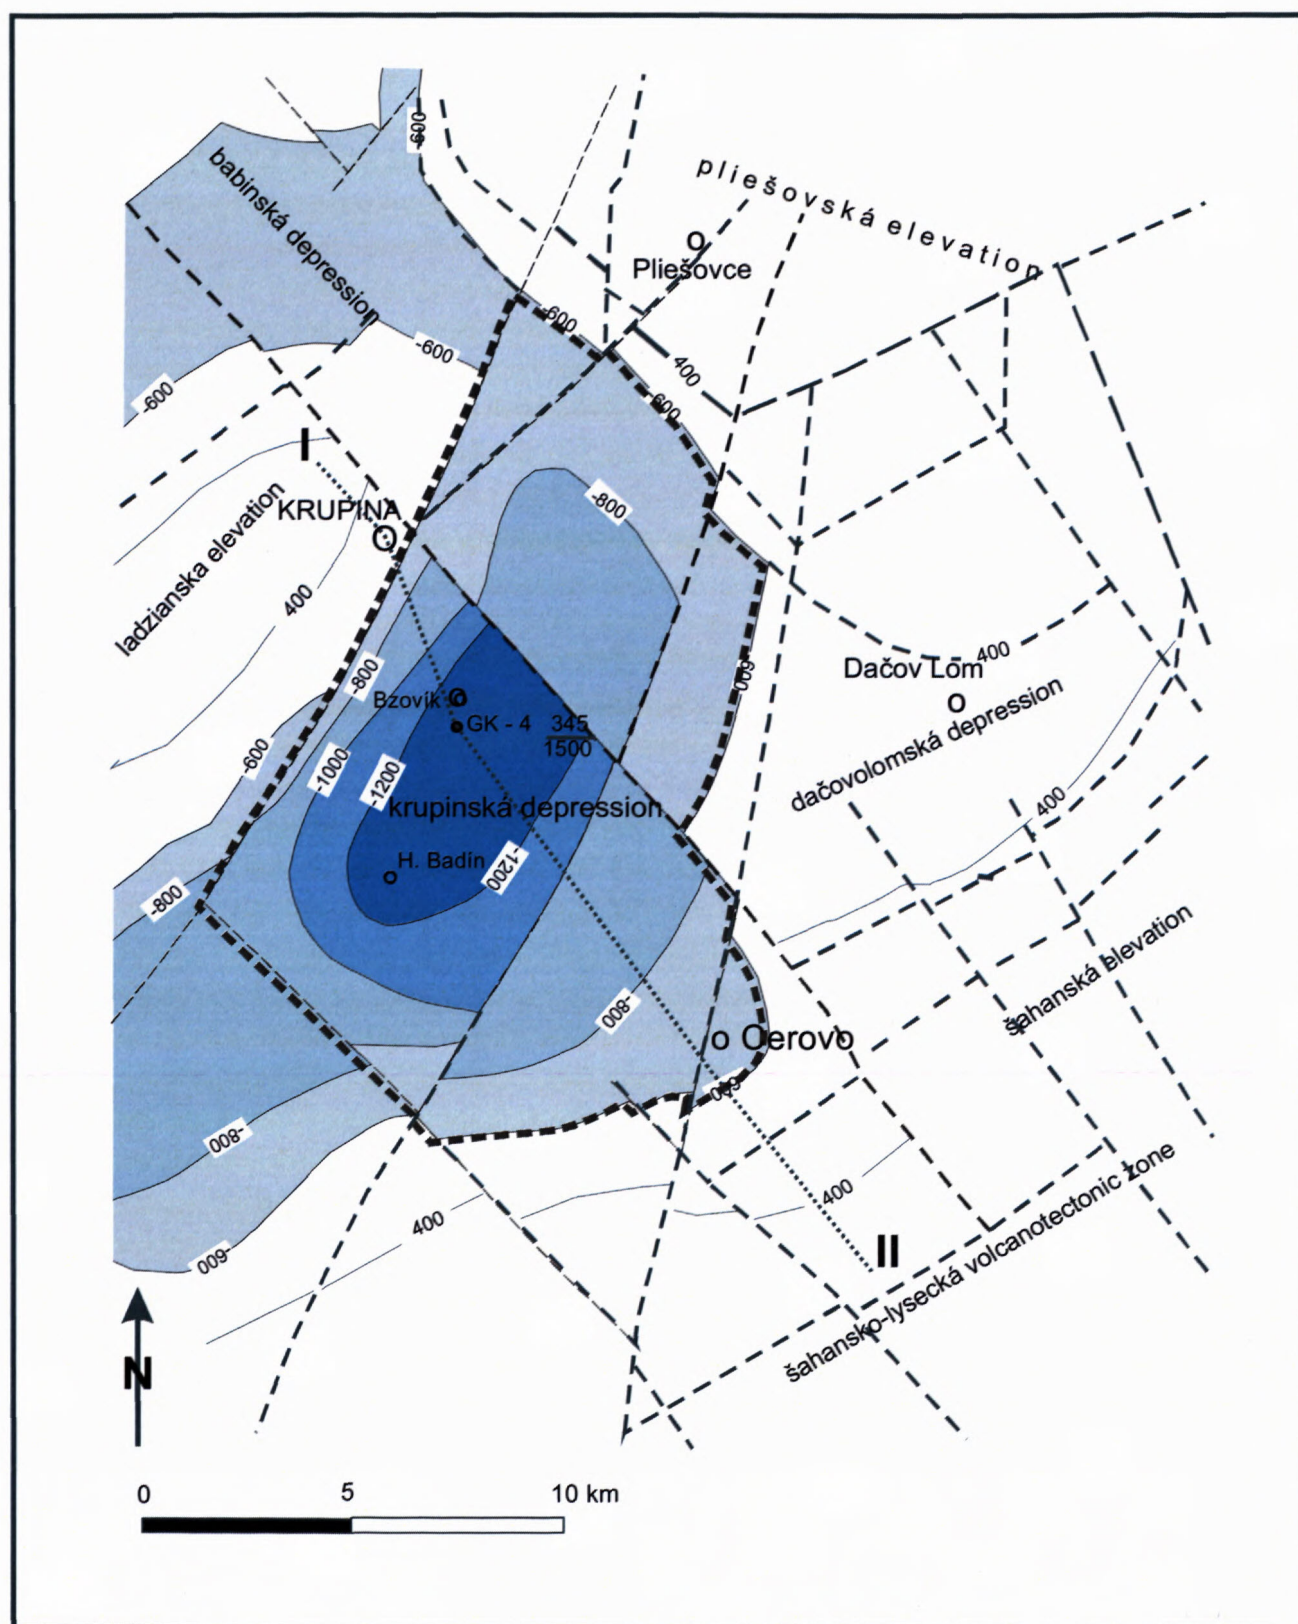 -600
babinská depression
pliešovská elevation
Pliešovce
-600
-600
400
-600
-600
I
KRUPINA
ladzianska elevation
-800
400
-800
Bzovík
GK - 4
345
1500
-600
Dačov Lom
400
dačovolomská depression
-600
-1000
-1200
krupinská depression
400
H. Badín
-1200
-800
šahanská elevation
-800
o Cerovo
-600
-800
400
400
šahansko-lysecká volcanotectonic zone
II
-600
N
0
5
10 km